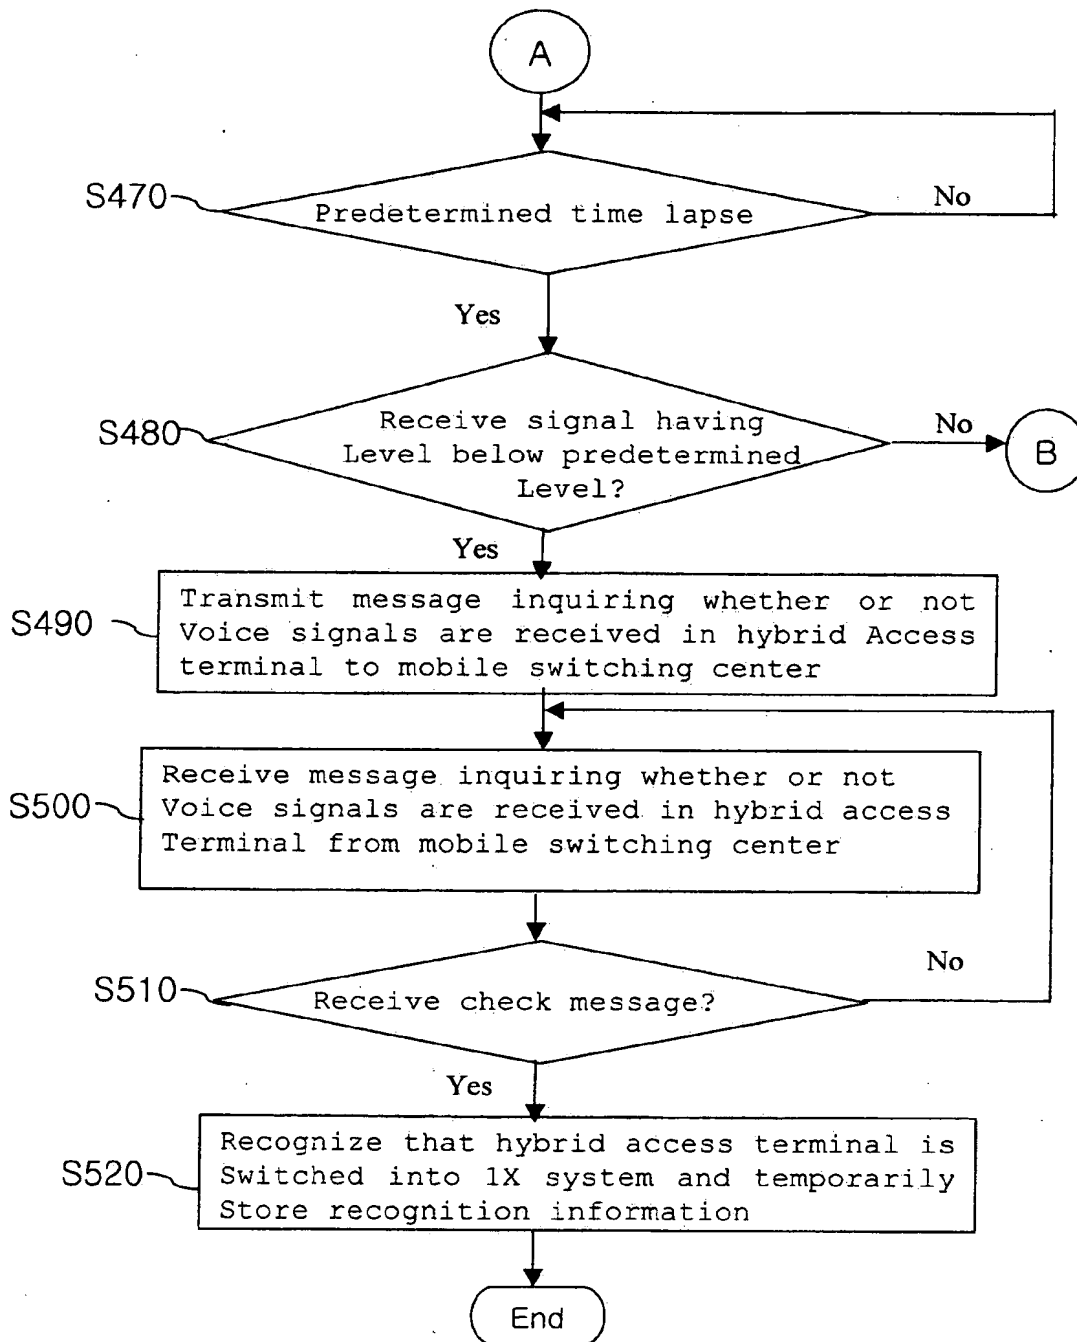 A
S470
Predetermined time lapse
No
Yes
S480
Receive signal having
Level below predetermined
Level?
No
B
Yes
S490
Transmit message inquiring whether or not
Voice signals are received in hybrid Access
terminal to mobile switching center
S500
Receive message inquiring whether or not
Voice signals are received in hybrid access
Terminal from mobile switching center
S510
Receive check message?
No
Yes
S520
Recognize that hybrid access terminal is
Switched into 1X system and temporarily
Store recognition information
End